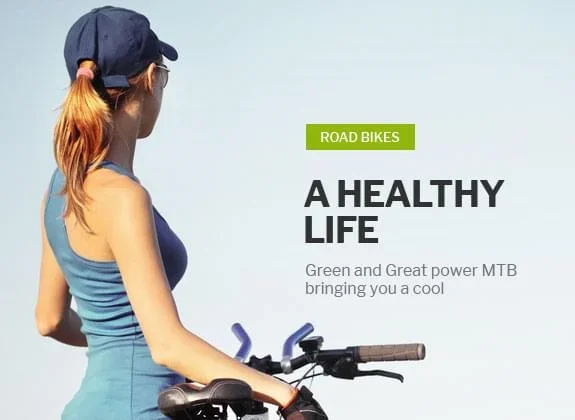 ROAD BIKES
A HEALTHY
LIFE
Green and Great power MTB
bringing you a cool